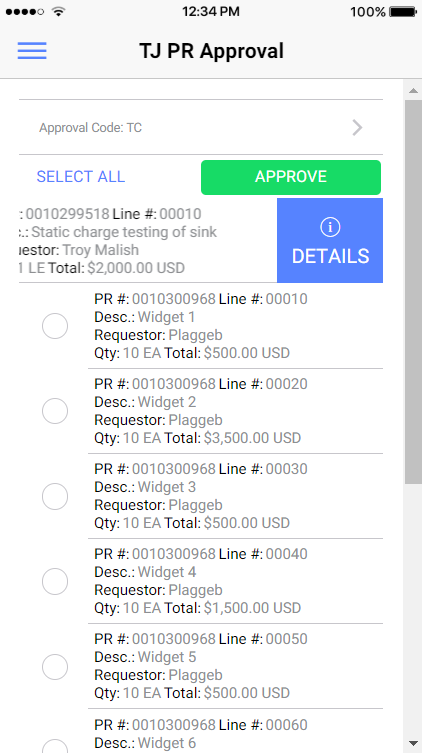 12:34 PM 100%
TJ PR Approval
Approval Code: TC
SELECT ALL APPROVE
: 0010299518 Line #: 00010
.: Static charge testing of sink
uestor: Troy Malish
1 LE Total: $2,000.00 USD
DETAILS
PR #: 0010300968 Line #: 00010
Desc.: Widget 1
Requestor: Plaggeb
Qty: 10 EA Total: $500.00 USD
PR #: 0010300968 Line #: 00020
Desc.: Widget 2
Requestor: Plaggeb
Qty: 10 EA Total: $3,500.00 USD
PR #: 0010300968 Line #: 00030
Desc.: Widget 3
Requestor: Plaggeb
Qty: 10 EA Total: $500.00 USD
PR #: 0010300968 Line #: 00040
Desc.: Widget 4
Requestor: Plaggeb
Qty: 10 EA Total: $1,500.00 USD
PR #: 0010300968 Line #: 00050
Desc.: Widget 5
Requestor: Plaggeb
Qty: 10 EA Total: $500.00 USD
PR #: 0010300968 Line #: 00060
Desc.: Widget 6